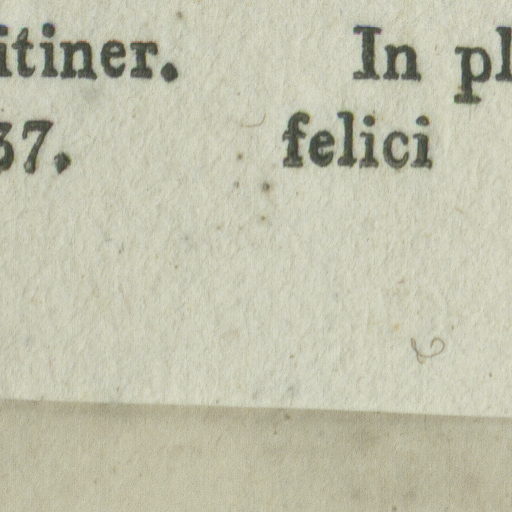 itiner. In pl
37. felici